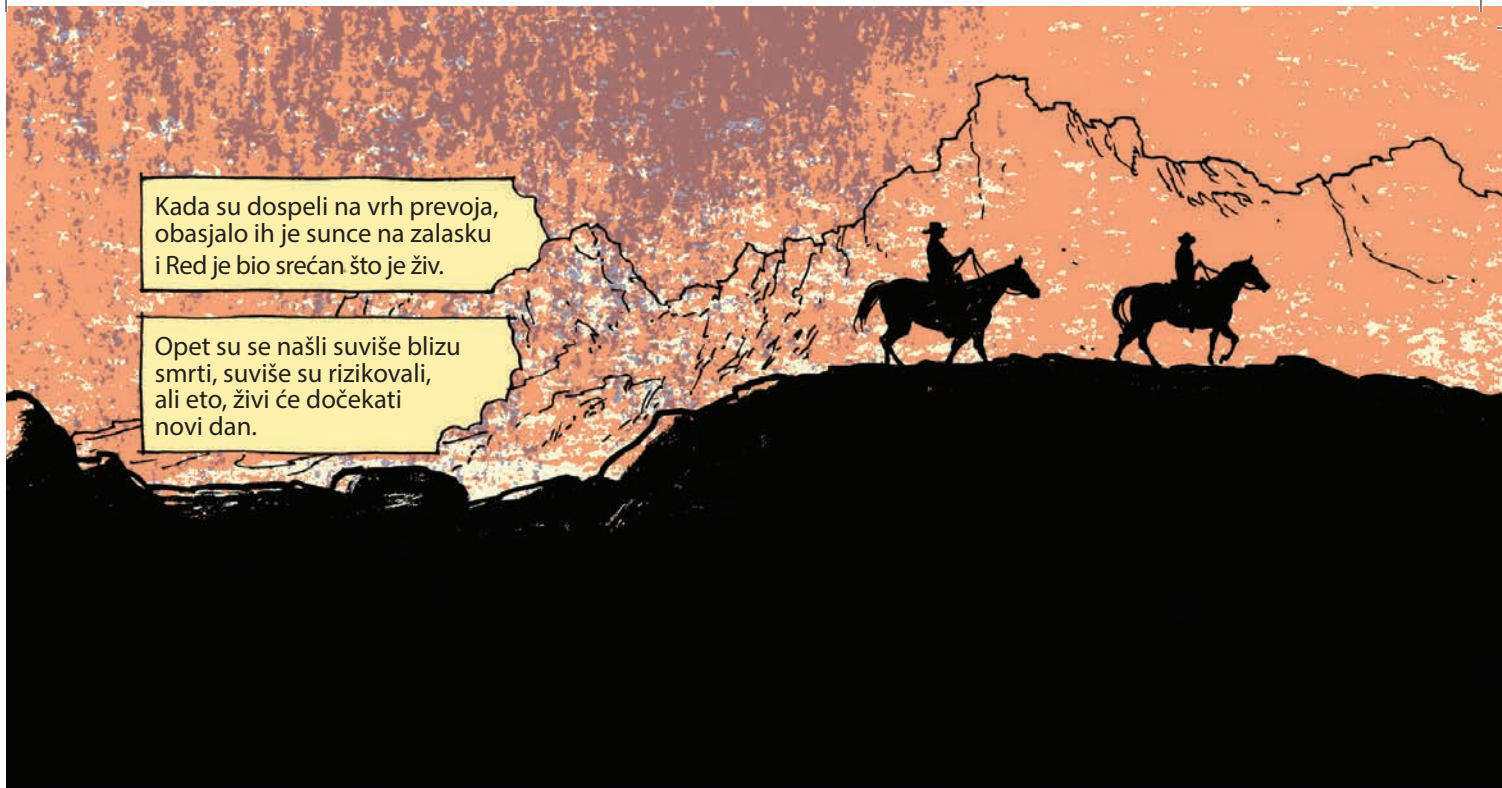 Kada su dospeli na vrh prevoja,
obasjalo ih je sunce na zalasku
i Red je bio srećan što je živ.
Opet su se našli suviše blizu
smrti, suviše su rizikovali,
ali eto, živi će dočekati
novi dan.